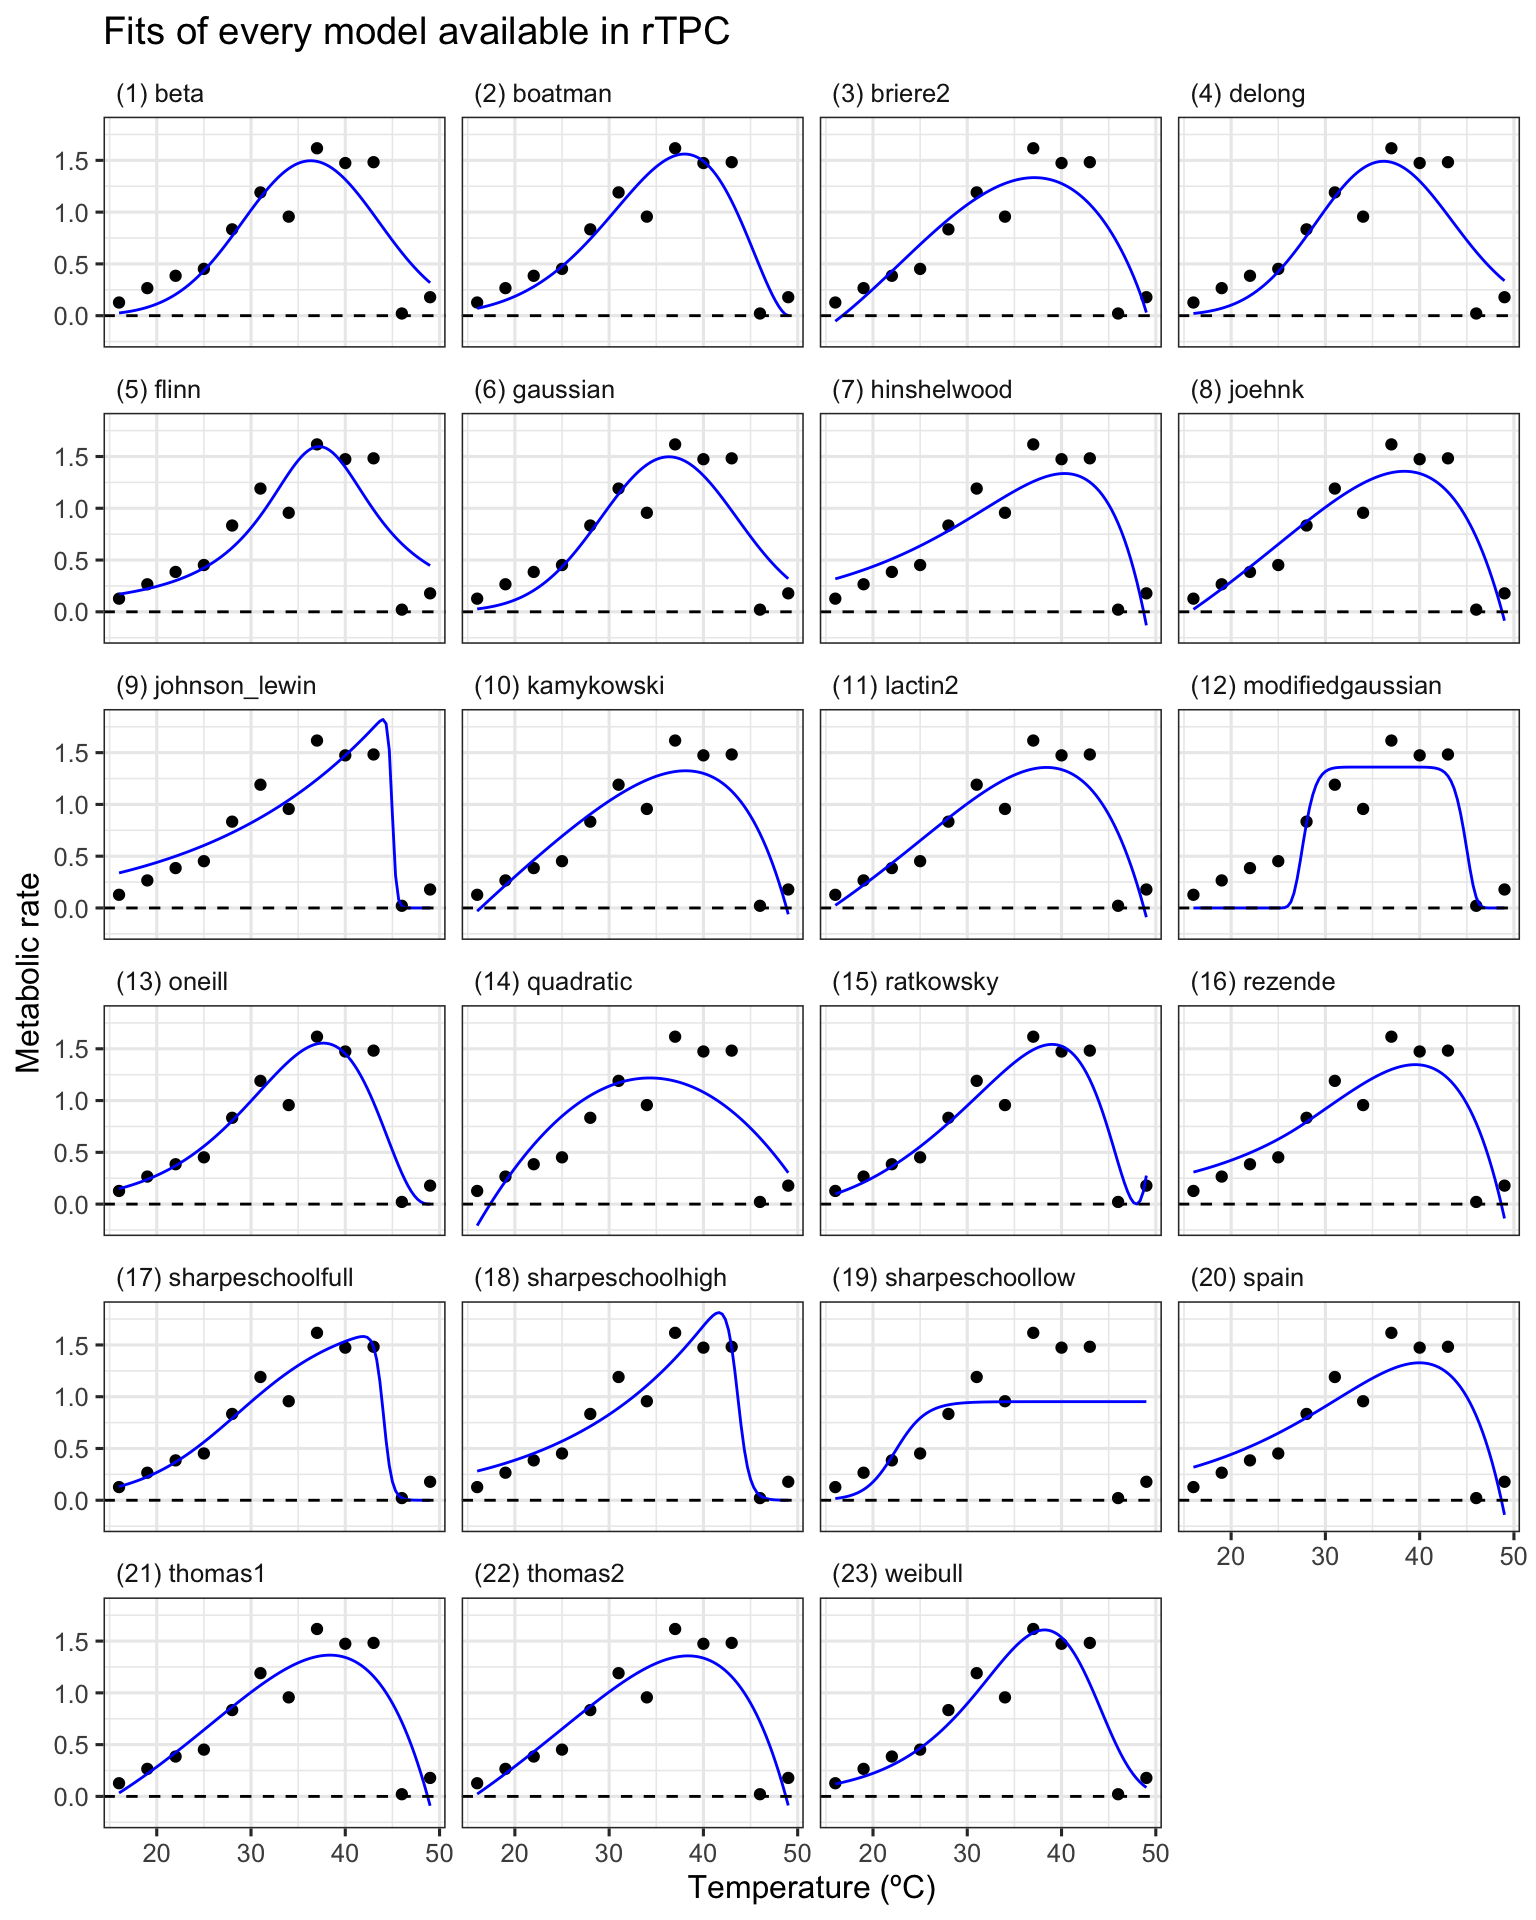 Fits of every model available in rTPC
(1) beta
(2) boatman
(3) briere2
(4) delong
1.5
1.0
0.5
0.0
(5) flinn
(6) gaussian
(7) hinshelwood
(8) joehnk
1.5
1.0
0.5
0.0
(9) johnson_lewin
(10) kamykowski
(11) lactin2
(12) modifiedgaussian
1.5
1.0
0.5
0.0
Metabolic rate
(13) oneill
(14) quadratic
(15) ratkowsky
(16) rezende
1.5
1.0
0.5
0.0
(17) sharpeschoolfull
(18) sharpeschoolhigh
(19) sharpeschoollow
(20) spain
1.5
1.0
0.5
0.0
20 30 40 50
(21) thomas1
(22) thomas2
(23) weibull
1.5
1.0
0.5
0.0
20 30 40 50
20 30 40 50
20 30 40 50
Temperature (ºC)